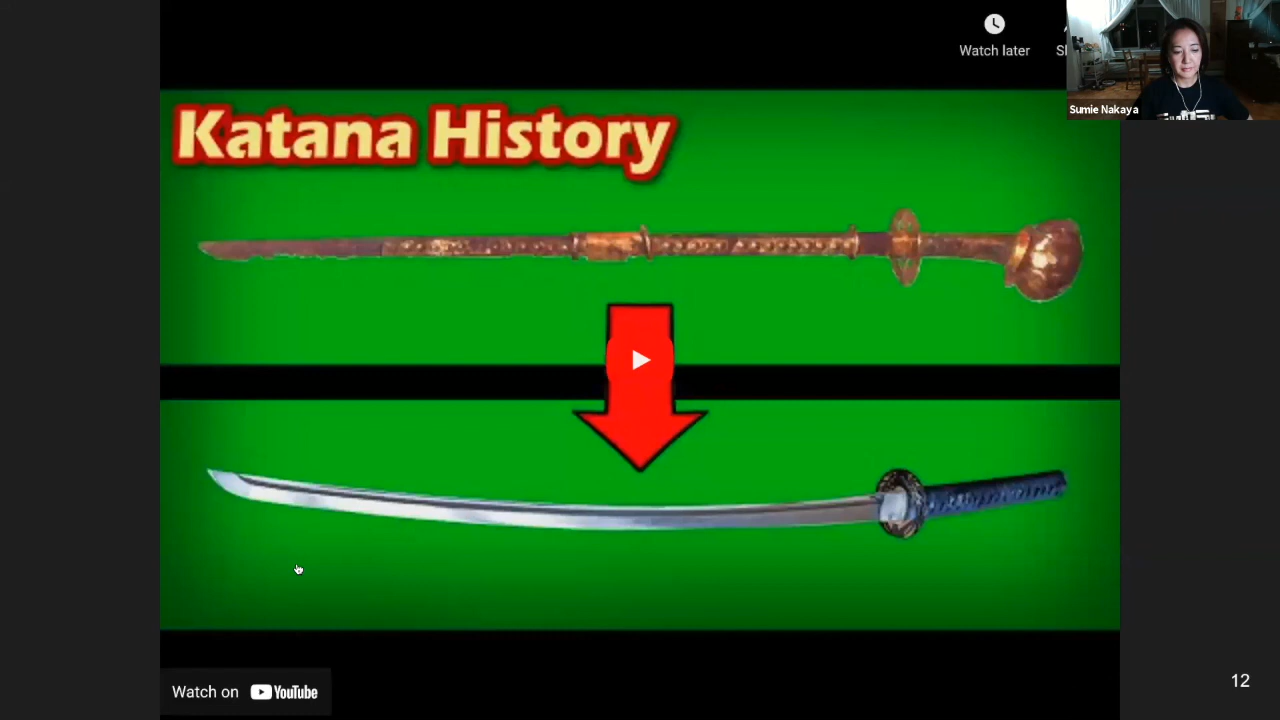 Watch later
Sumie Nakaya
Katana History
Watch on YouTube
12